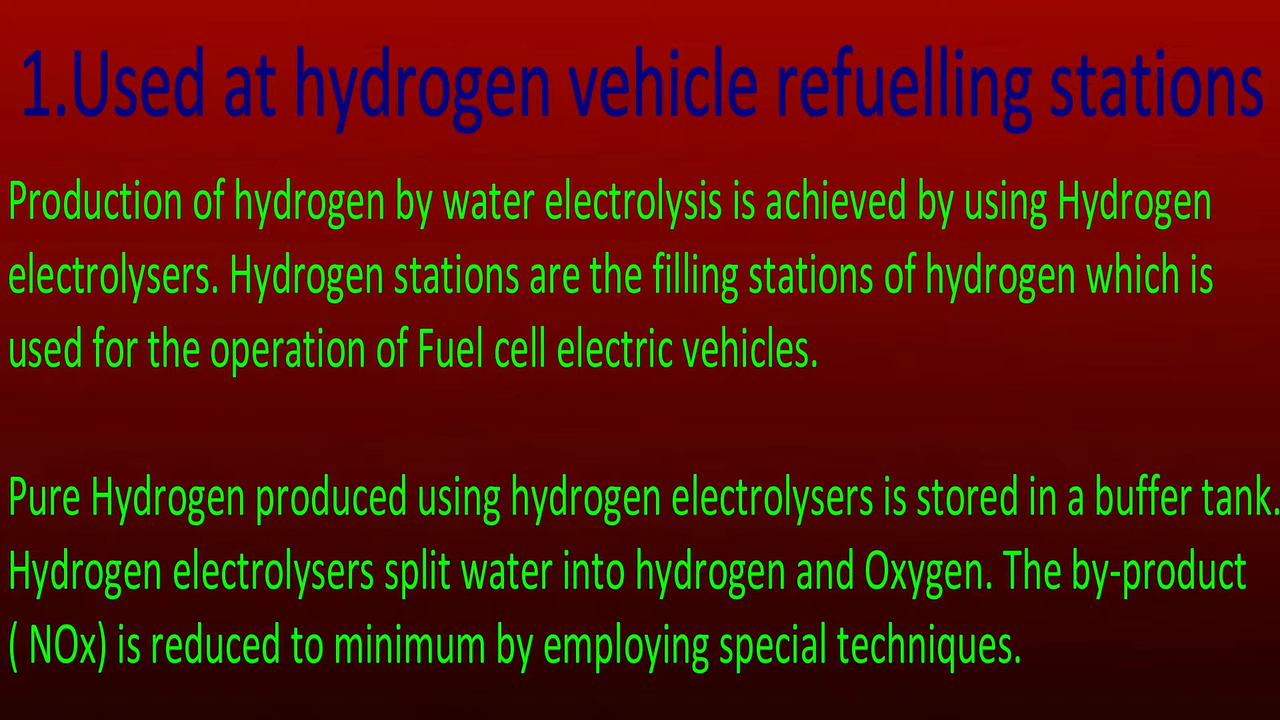 1.Used at hydrogen vehicle refuelling stations
Production of hydrogen by water electrolysis is achieved by using Hydrogen
electrolysers. Hydrogen stations are the filling stations of hydrogen which is
used for the operation of Fuel cell electric vehicles.
Pure Hydrogen produced using hydrogen electrolysers is stored in a buffer tank.
Hydrogen electrolysers split water into hydrogen and Oxygen. The by-product
( NOx) is reduced to minimum by employing special techniques.